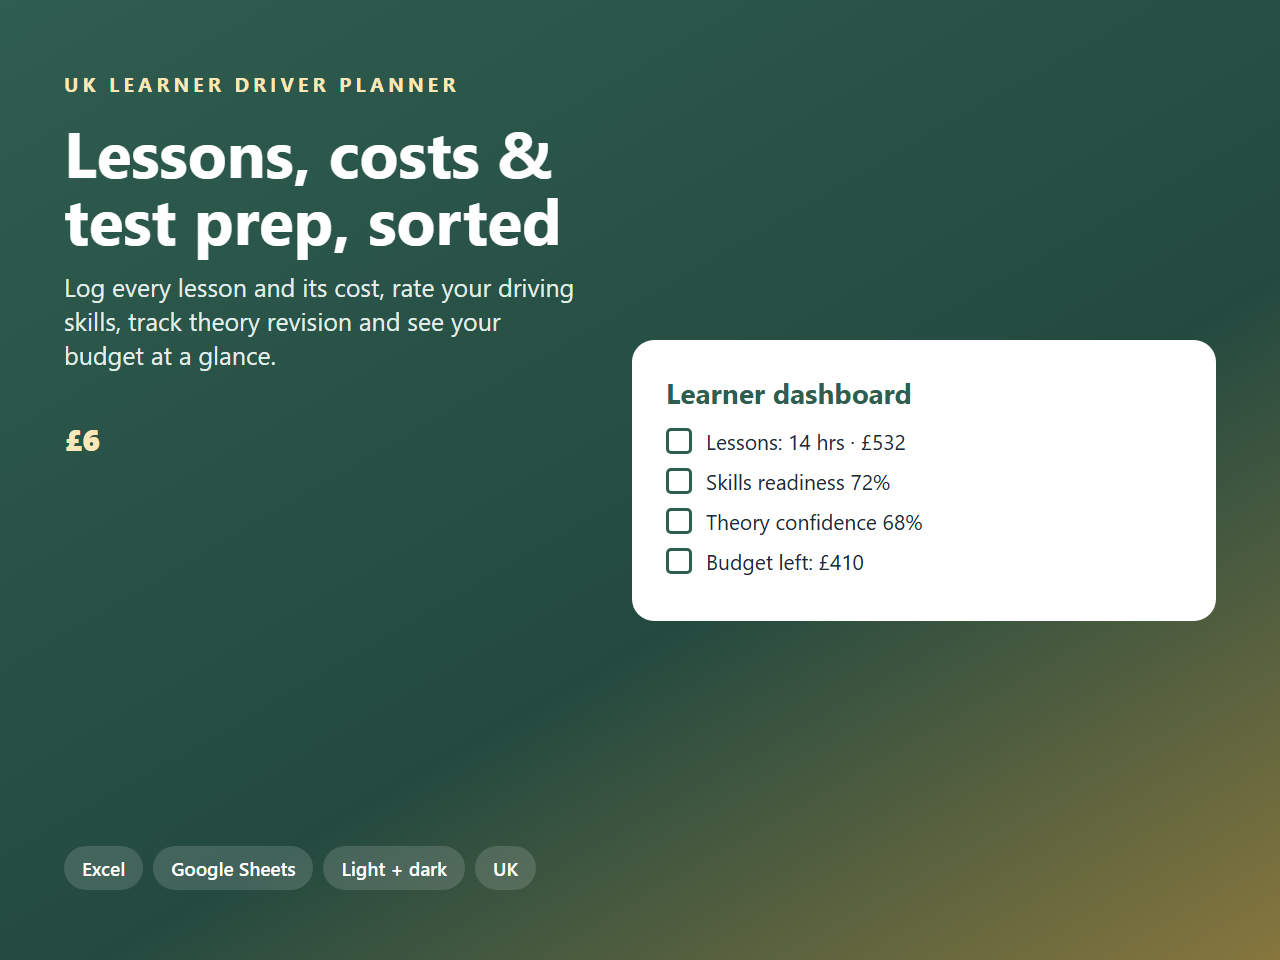 UK LEARNER DRIVER PLANNER
Lessons, costs &
test prep, sorted
Log every lesson and its cost, rate your driving
skills, track theory revision and see your
budget at a glance.
£6
Learner dashboard
Lessons: 14 hrs · £532
Skills readiness 72%
Theory confidence 68%
Budget left: £410
Excel
Google Sheets
Light + dark
UK